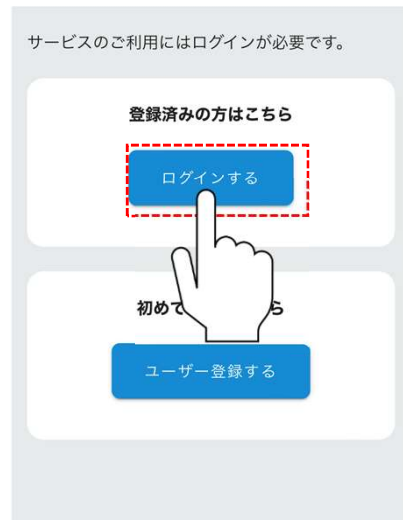 サービスのご利用にはログインが必要です。
登録済みの方はこちら
ログインする
初めて
ら
ユーザー登録する